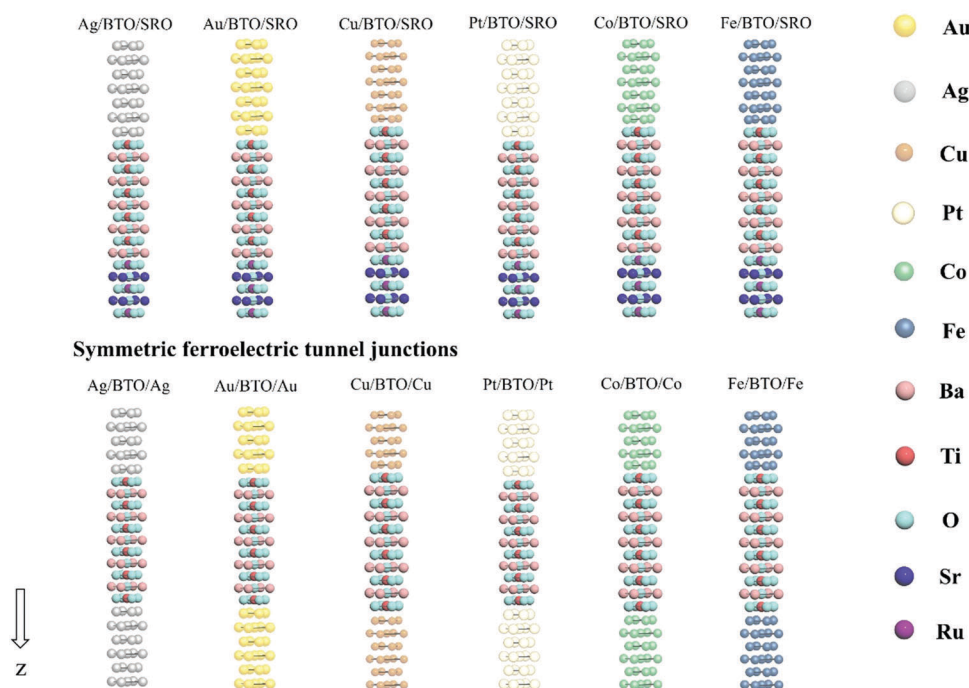 Ag/BTO/SRO Au/BTO/SRO Cu/BTO/SRO Pt/BTO/SRO Co/BTO/SRO Fe/BTO/SRO
Symmetric ferroelectric tunnel junctions
Ag/BTO/Ag Au/BTO/Au Cu/BTO/Cu Pt/BTO/Pt Co/BTO/Co Fe/BTO/Fe
z
Au
Ag
Cu
Pt
Co
Fe
Ba
Ti
O
Sr
Ru